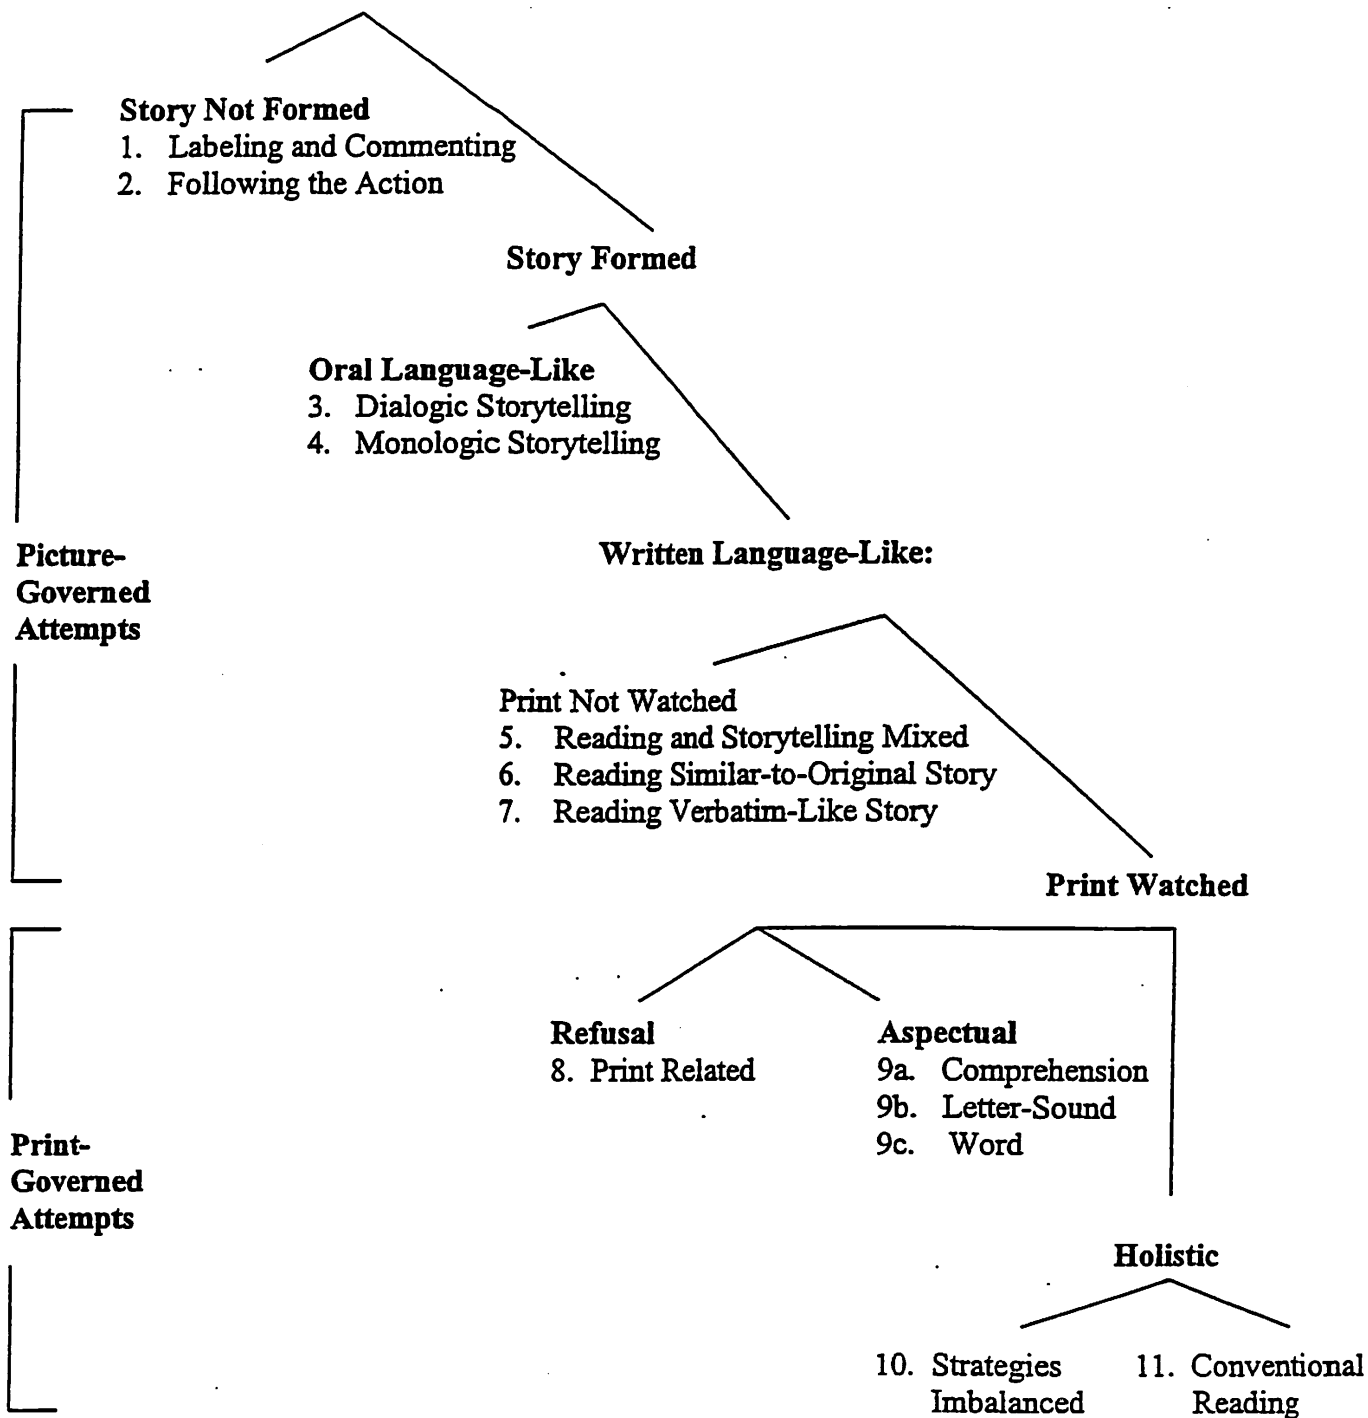 Story Not Formed
1. Labeling and Commenting
2. Following the Action
Story Formed
Oral Language-Like
3. Dialogic Storytelling
4. Monologic Storytelling
Picture-
Governed
Attempts
Written Language-Like:
Print Not Watched
5. Reading and Storytelling Mixed
6. Reading Similar-to-Original Story
7. Reading Verbatim-Like Story
Print Watched
Refusal
8. Print Related
Aspectual
9a. Comprehension
9b. Letter-Sound
9c. Word
Print-
Governed
Attempts
Holistic
10. Strategies
Imbalanced
11. Conventional
Reading